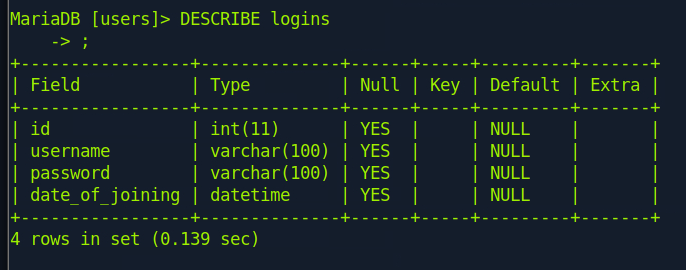 MariaDB [users]> DESCRIBE logins
    -> ;
+-----------------+--------------+------+-----+---------+-------+
| Field           | Type         | Null | Key | Default | Extra |
+-----------------+--------------+------+-----+---------+-------+
| id              | int(11)      | YES  |     | NULL    |       |
| username        | varchar(100) | YES  |     | NULL    |       |
| password        | varchar(100) | YES  |     | NULL    |       |
| date_of_joining | datetime     | YES  |     | NULL    |       |
+-----------------+--------------+------+-----+---------+-------+
4 rows in set (0.139 sec)